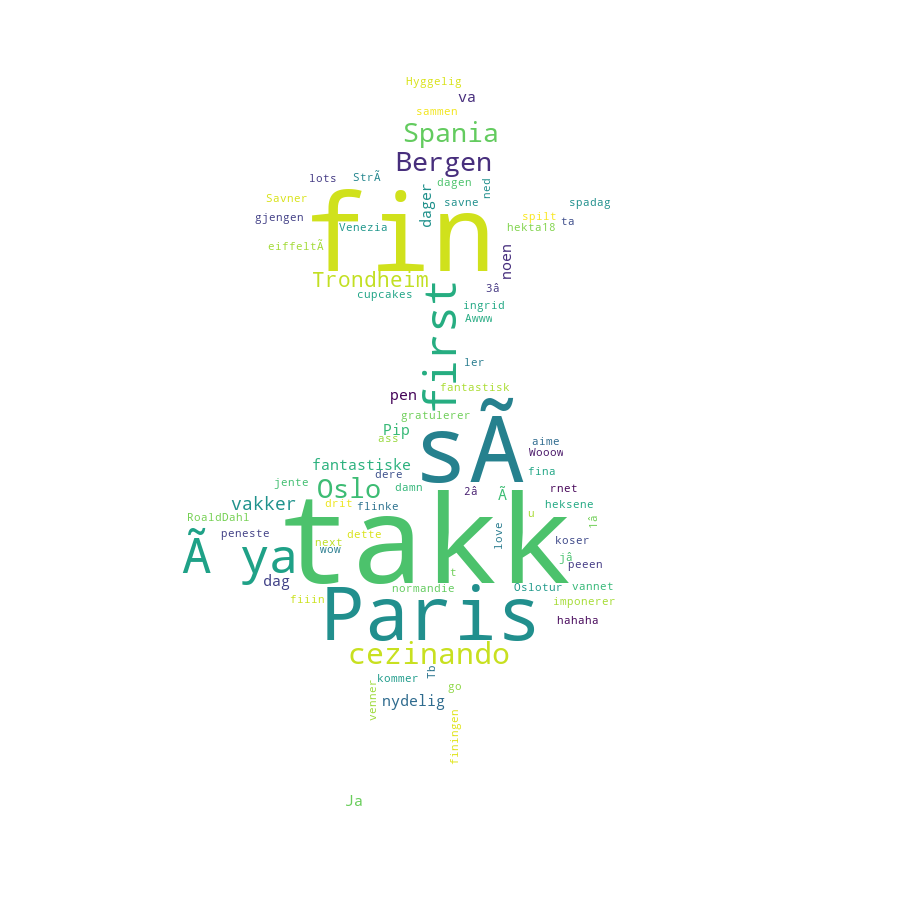 Hyggelig
va
sammen
Spania
Bergen
lots
StrÃ
dagen
ned
dager
Savner
savne
spadag
gjengen
fin
Venezia
spilt
ta
hekta18
eiffeltÃ
noen
Trondheim
cupcakes
3â
first
ingrid
Awww
ler
pen
fantastisk
gratulerer
Pip
ass
sÃ
aime
Wooow
fantastiske
dere
fina
jente
Oslo
damn
2â
Ã
rnet
vakker
drit
flinke
heksene
RoaldDahl
takk
u
1â
peneste
dette
love
koser
next
wow
Ã ya
jâ
peeen
dag
t
normandie
Oslotur
vannet
fiiin
Paris
imponerer
hahaha
cezinando
Tb
kommer
go
venner
nydelig
finingen
Ja